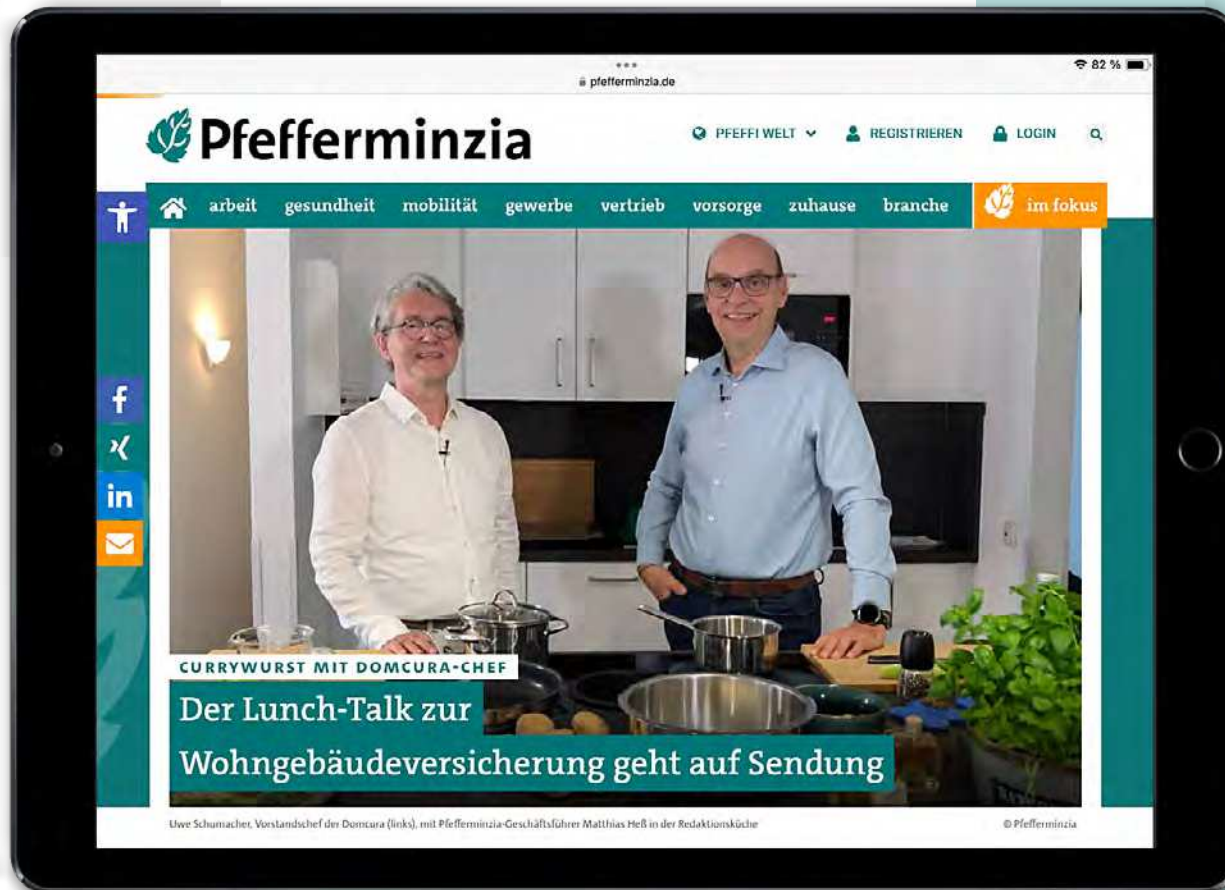 pfefferminzia.de
82 %
Pfefferminzia
PFEFFI WELT
REGISTRIEREN
LOGIN
arbeit gesundheit mobilität gewerbe vertrieb vorsorge zuhause branche im fokus
f
in
CURRYWURST MIT DOMCURA-CHEF
Der Lunch-Talk zur
Wohngebäudeversicherung geht auf Sendung
Uwe Schumacher, Vorstandschef der Domcura (links), mit Pfefferminzia-Geschäftsführer Matthias Heß in der Redaktionsküche
© Pfefferminzia